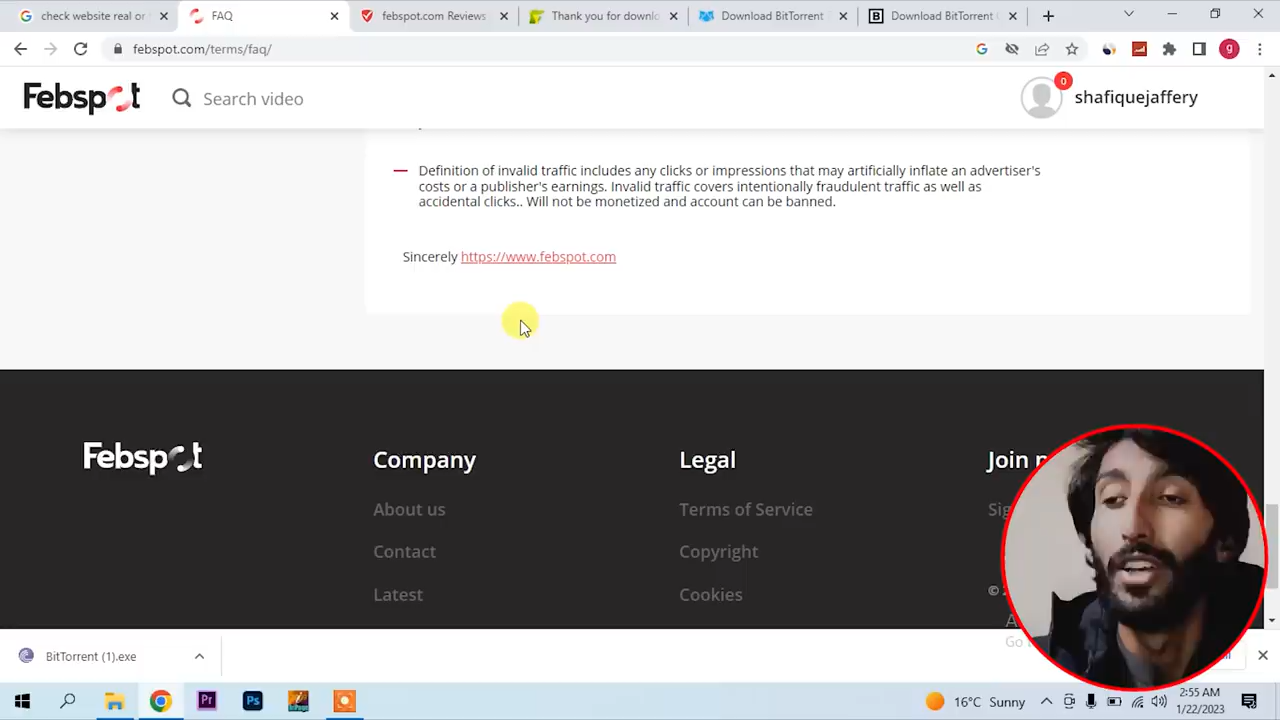 check website real or
FAQ
febspot.com Reviews
Thank you for downlo
Download BitTorrent
Download BitTorrent
febspot.com/terms/faq/
g
Febspot
Search video
0
shafiquejaffery
Definition of invalid traffic includes any clicks or impressions that may artificially inflate an advertiser's
costs or a publisher's earnings. Invalid traffic covers intentionally fraudulent traffic as well as
accidental clicks.. Will not be monetized and account can be banned.
Sincerely https://www.febspot.com
Febspot
Company
Legal
Join
About us
Terms of Service
Contact
Copyright
Latest
Cookies
©
Go
BitTorrent (1).exe
Pr
Ps
16°C Sunny
2:55 AM
1/22/2023